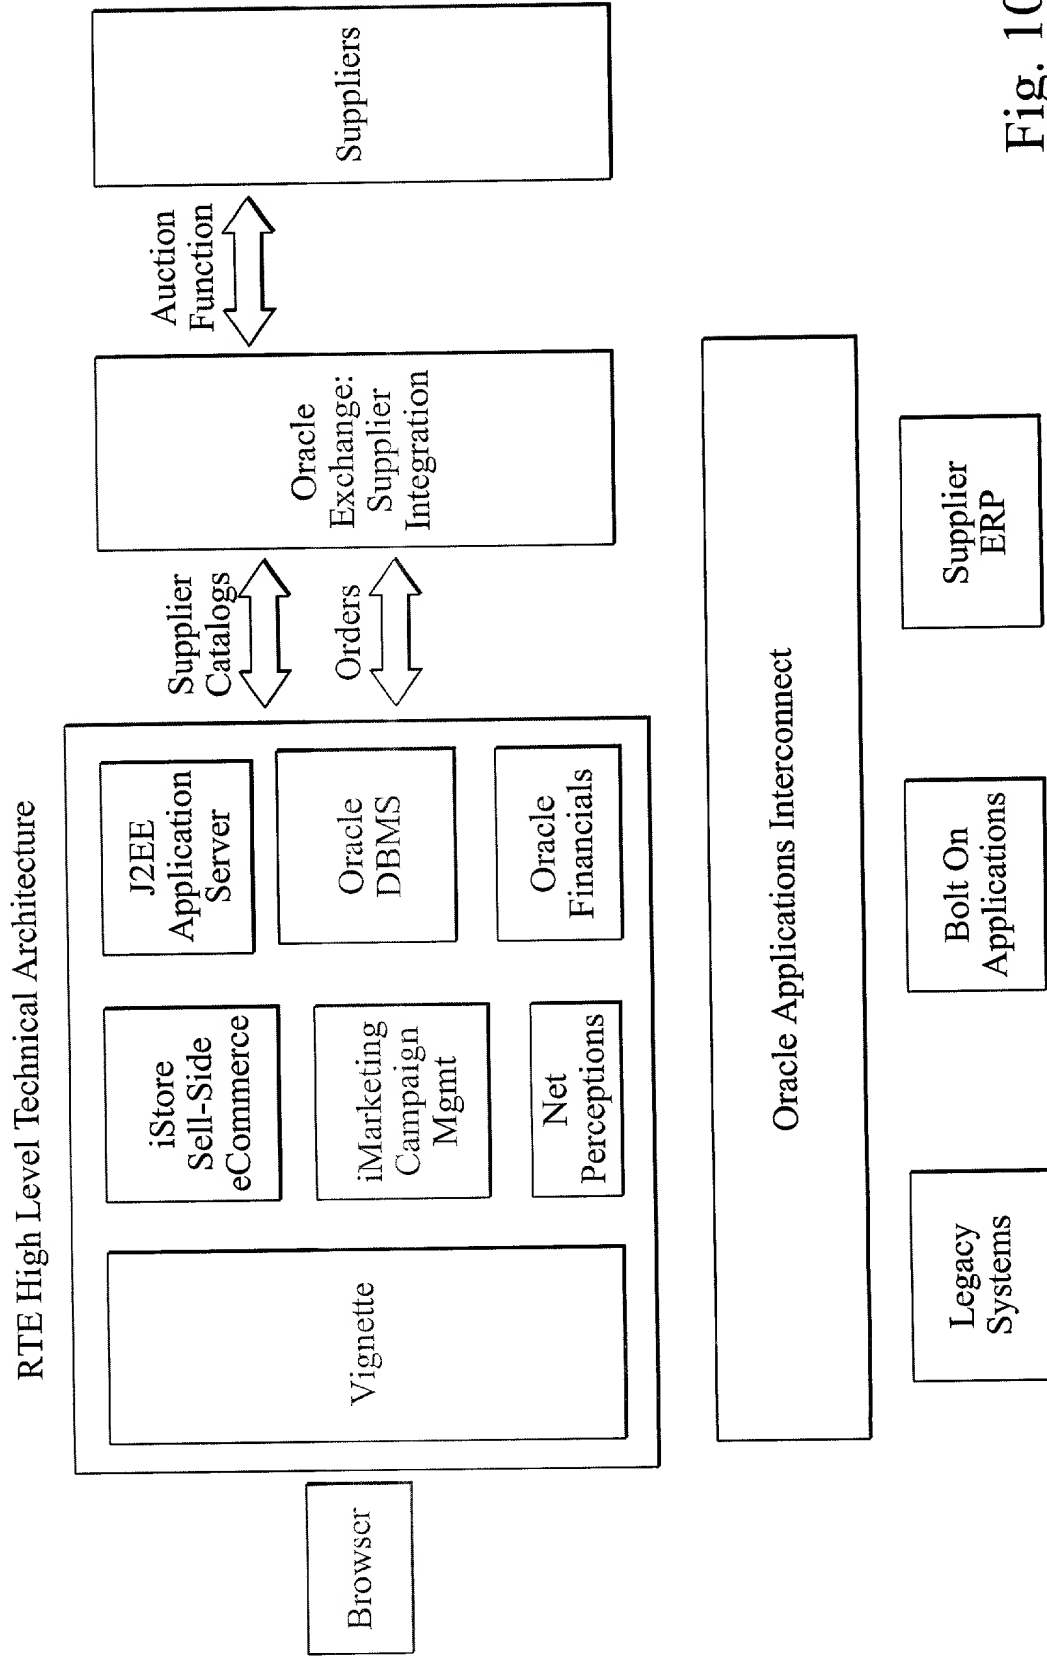 RTE High Level Technical Architecture
Browser
Vignette
iStore
Sell-Side
eCommerce
iMarketing
Campaign
Mgmt
Net
Perceptions
J2EE
Application
Server
Oracle
DBMS
Oracle
Financials
Supplier
Catalogs
Orders
Oracle
Exchange:
Supplier
Integration
Auction
Function
Suppliers
Oracle Applications Interconnect
Legacy
Systems
Bolt On
Applications
Supplier
ERP
Fig. 10